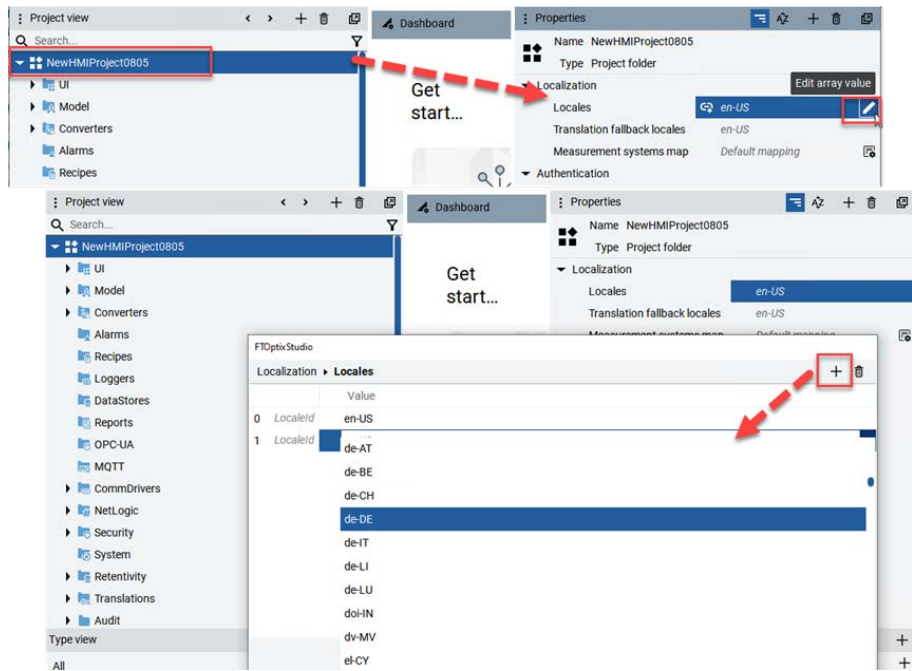 Project view
Search...
NewHMIProject0805
UI
Model
Converters
Alarms
Recipes
Dashboard
Get
start...
Properties
Name NewHMIProject0805
Type Project folder
Edit array value
Localization
Locales en-US
Translation fallback locales en-US
Measurement systems map Default mapping
Authentication
Project view
Search...
NewHMIProject0805
UI
Model
Converters
Alarms
Recipes
Loggers
DataStores
Reports
OPC-UA
MQTT
CommDrivers
NetLogic
Security
System
Retentivity
Translations
Audit
Type view
All
Dashboard
Get
start...
Properties
Name NewHMIProject0805
Type Project folder
Localization
Locales en-US
Translation fallback locales en-US
FTOptixStudio
Localization Locales
Value
0 LocaleId en-US
1 LocaleId
de-AT
de-BE
de-CH
de-DE
de-IT
de-LI
de-LU
doi-IN
dv-MV
el-CY